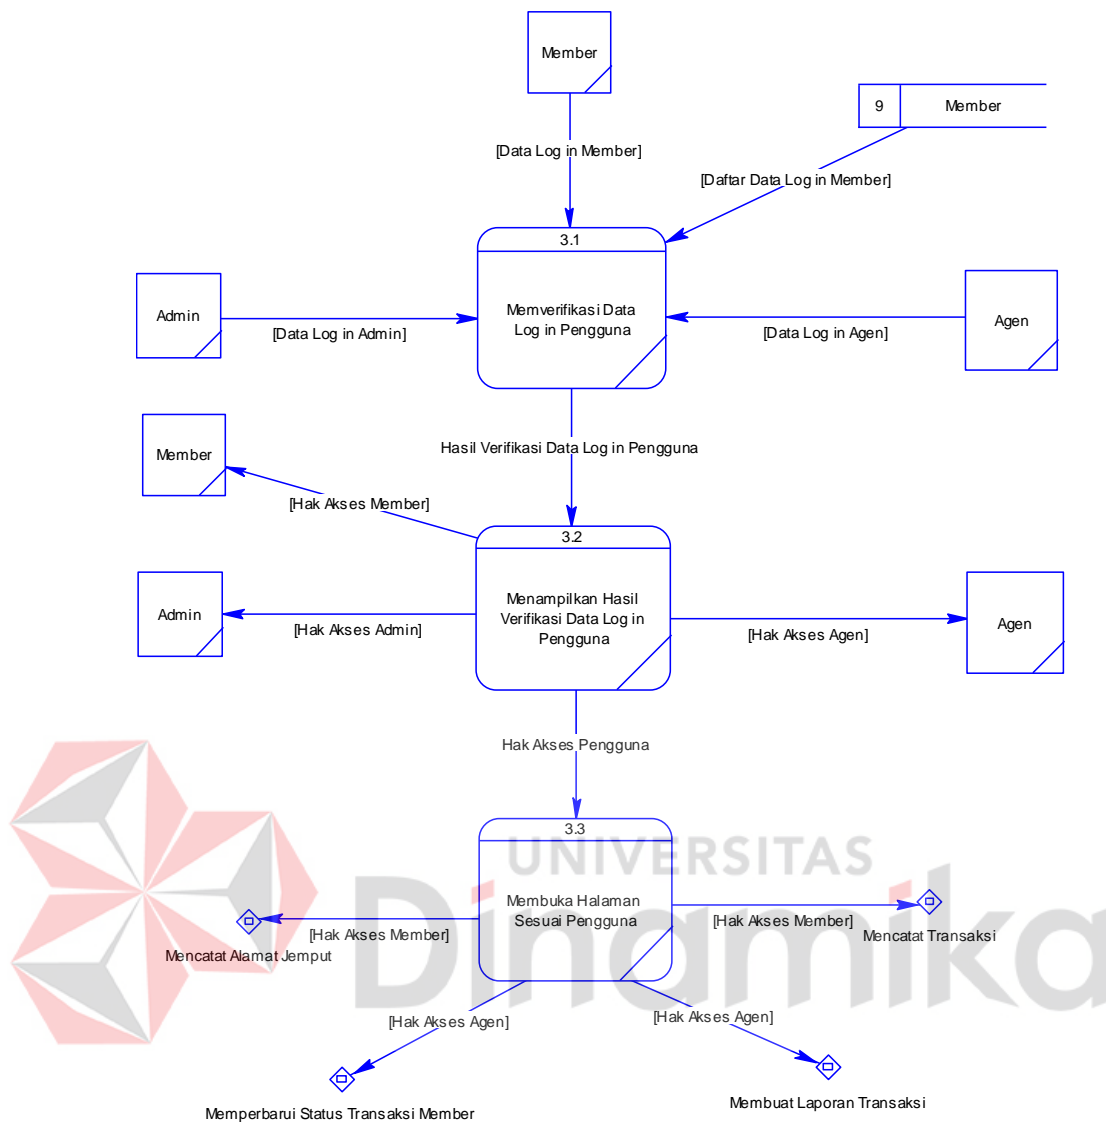 Member
9 Member
[Data Log in Member]
[Daftar Data Log in Member]
3.1
Memverifikasi Data
Log in Pengguna
Admin
[Data Log in Admin]
[Data Log in Agen]
Agen
Hasil Verifikasi Data Log in Pengguna
Member
[Hak Akses Member]
3.2
Menampilkan Hasil
Verifikasi Data Log in
Pengguna
Admin
[Hak Akses Admin]
[Hak Akses Agen]
Agen
Hak Akses Pengguna
3.3
UNIVERSITAS
Dinamika
Membuka Halaman
Sesuai Pengguna
[Hak Akses Member]
Mencatat Alamat Jemput
[Hak Akses Member]
Mencatat Transaksi
[Hak Akses Agen]
[Hak Akses Agen]
Memperbarui Status Transaksi Member
Membuat Laporan Transaksi